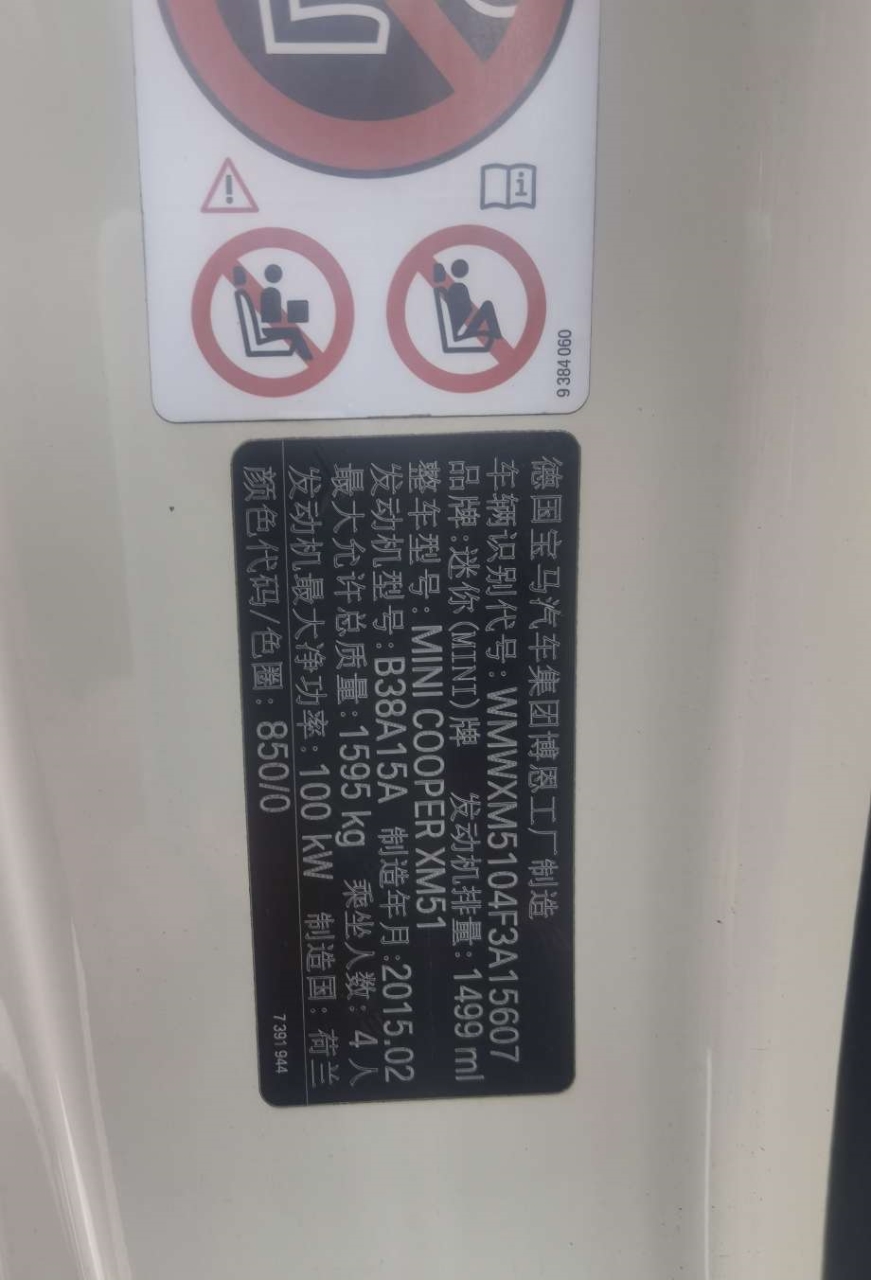 9 384 060
德国宝马汽车集团博恩工厂制造
车辆识别代号:WMWXM5104F3A15607
品牌:迷你(MINI)牌 发动机排量:1499 ml
整车型号:MINI COOPER XM51
发动机型号:B38A15A 制造年月:2015.02
最大允许总质量:1595 kg 乘坐人数: 4 人
发动机最大净功率:100 kW 制造国:荷兰
颜色代码/色圈: 850/0
7 391 944